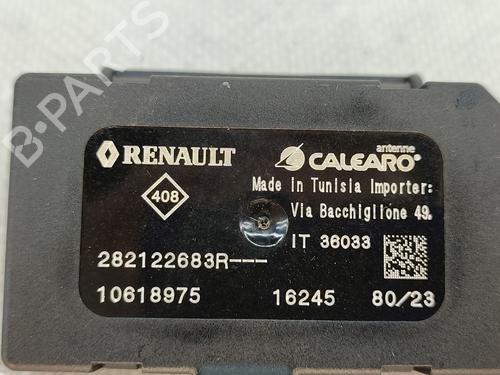 B-PARTS
RENAULT
antenne
CALEARO®
408
Made in Tunisia Importer:
Via Bacchiglione 49,
IT 36033
282122683R---
10618975 16245 80/23